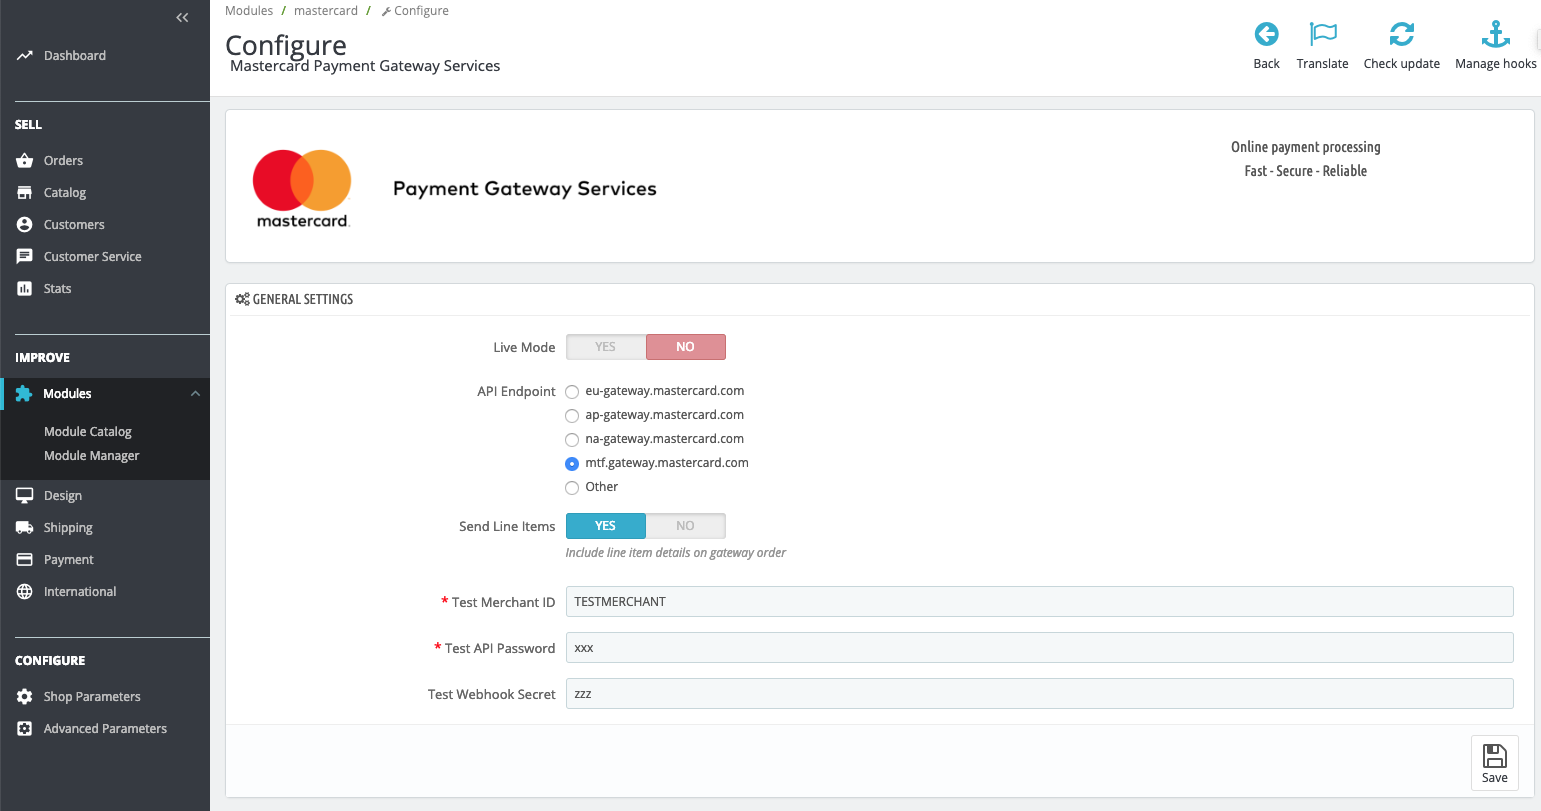 Modules / mastercard / Configure
Configure
Mastercard Payment Gateway Services
Back
Translate
Check update
Manage hooks
Dashboard
SELL
Orders
Catalog
Customers
Customer Service
Stats
IMPROVE
Modules
Module Catalog
Module Manager
Design
Shipping
Payment
International
CONFIGURE
Shop Parameters
Advanced Parameters
mastercard.
Payment Gateway Services
Online payment processing
Fast - Secure - Reliable
GENERAL SETTINGS
Live Mode YES NO
API Endpoint eu-gateway.mastercard.com
ap-gateway.mastercard.com
na-gateway.mastercard.com
mtf.gateway.mastercard.com
Other
Send Line Items YES NO
Include line item details on gateway order
* Test Merchant ID TESTMERCHANT
* Test API Password xxx
Test Webhook Secret zzz
Save